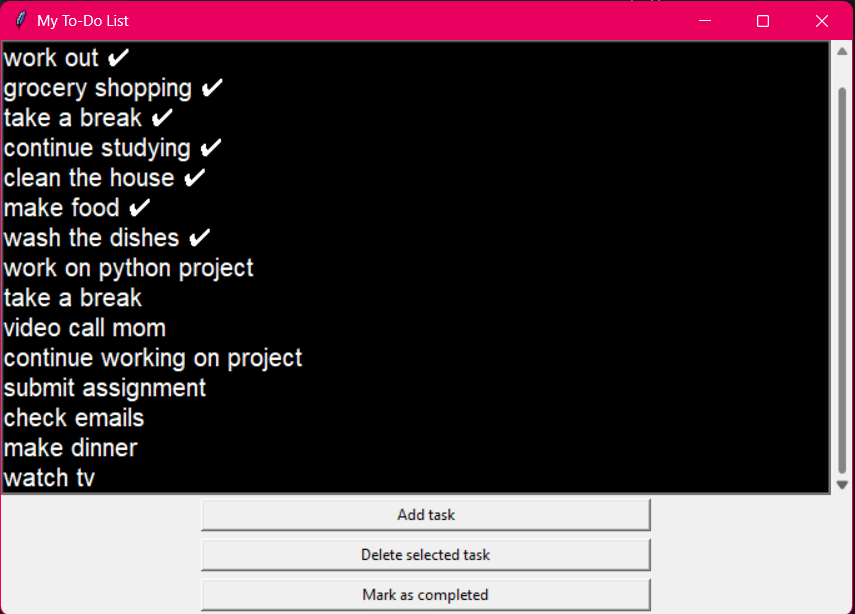 My To-Do List
work out ✔
grocery shopping ✔
take a break ✔
continue studying ✔
clean the house ✔
make food ✔
wash the dishes ✔
work on python project
take a break
video call mom
continue working on project
submit assignment
check emails
make dinner
watch tv
Add task
Delete selected task
Mark as completed